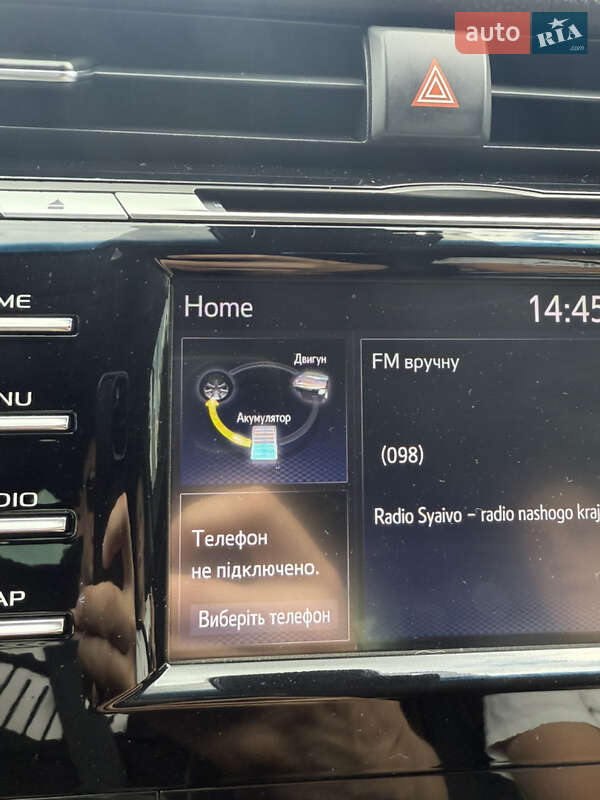 auto RIA
.com
ME
NU
DIO
AP
Home
14:45
Двигун
Акумулятор
FM вручну
(098)
Radio Syaivo – radio nashogo kraj
Телефон
не підключено.
Виберіть телефон